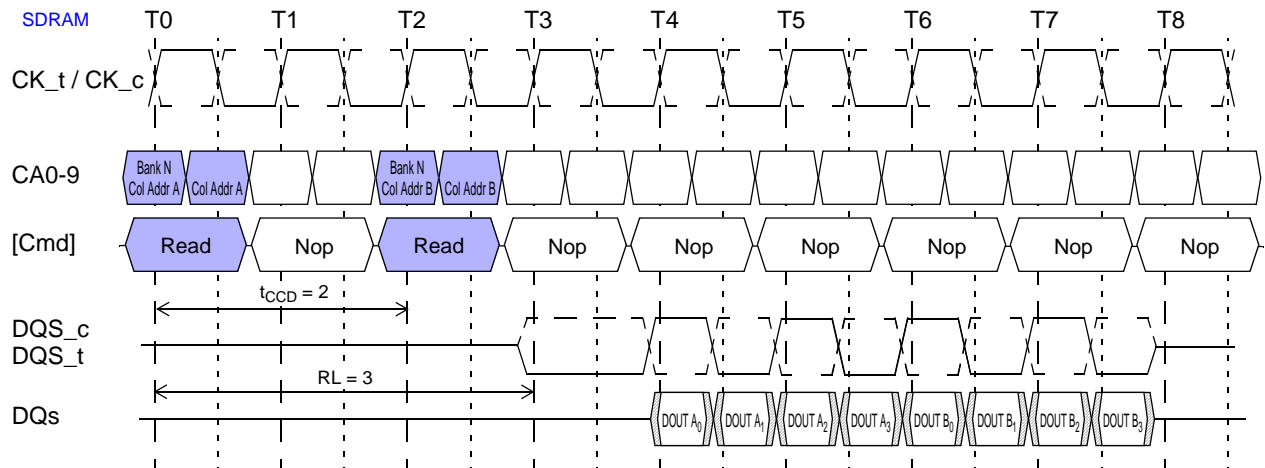 SDRAM T0 T1 T2 T3 T4 T5 T6 T7 T8
CK_t / CK_c
CA0-9 Bank N Col Addr A Col Addr A Bank N Col Addr B Col Addr B
[Cmd] Read Nop Read Nop Nop Nop Nop Nop Nop
tCCD = 2
DQS_c
DQS_t
RL = 3
DQs DOUT A0 DOUT A1 DOUT A2 DOUT A3 DOUT B0 DOUT B1 DOUT B2 DOUT B3